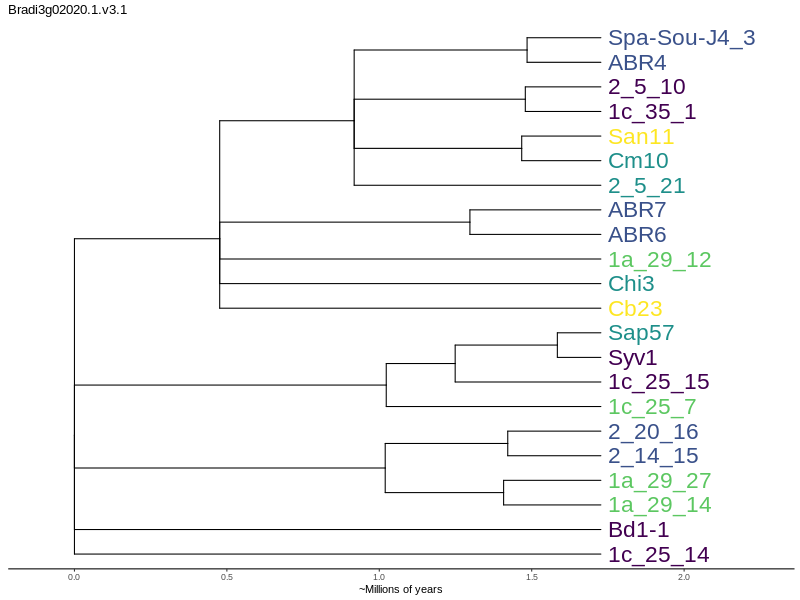 Bradi3g02020.1.v3.1
Spa-Sou-J4_3
ABR4
2_5_10
1c_35_1
San11
Cm10
2_5_21
ABR7
ABR6
1a_29_12
Chi3
Cb23
Sap57
Syv1
1c_25_15
1c_25_7
2_20_16
2_14_15
1a_29_27
1a_29_14
Bd1-1
1c_25_14
0.0 0.5 1.0 1.5 2.0
~Millions of years